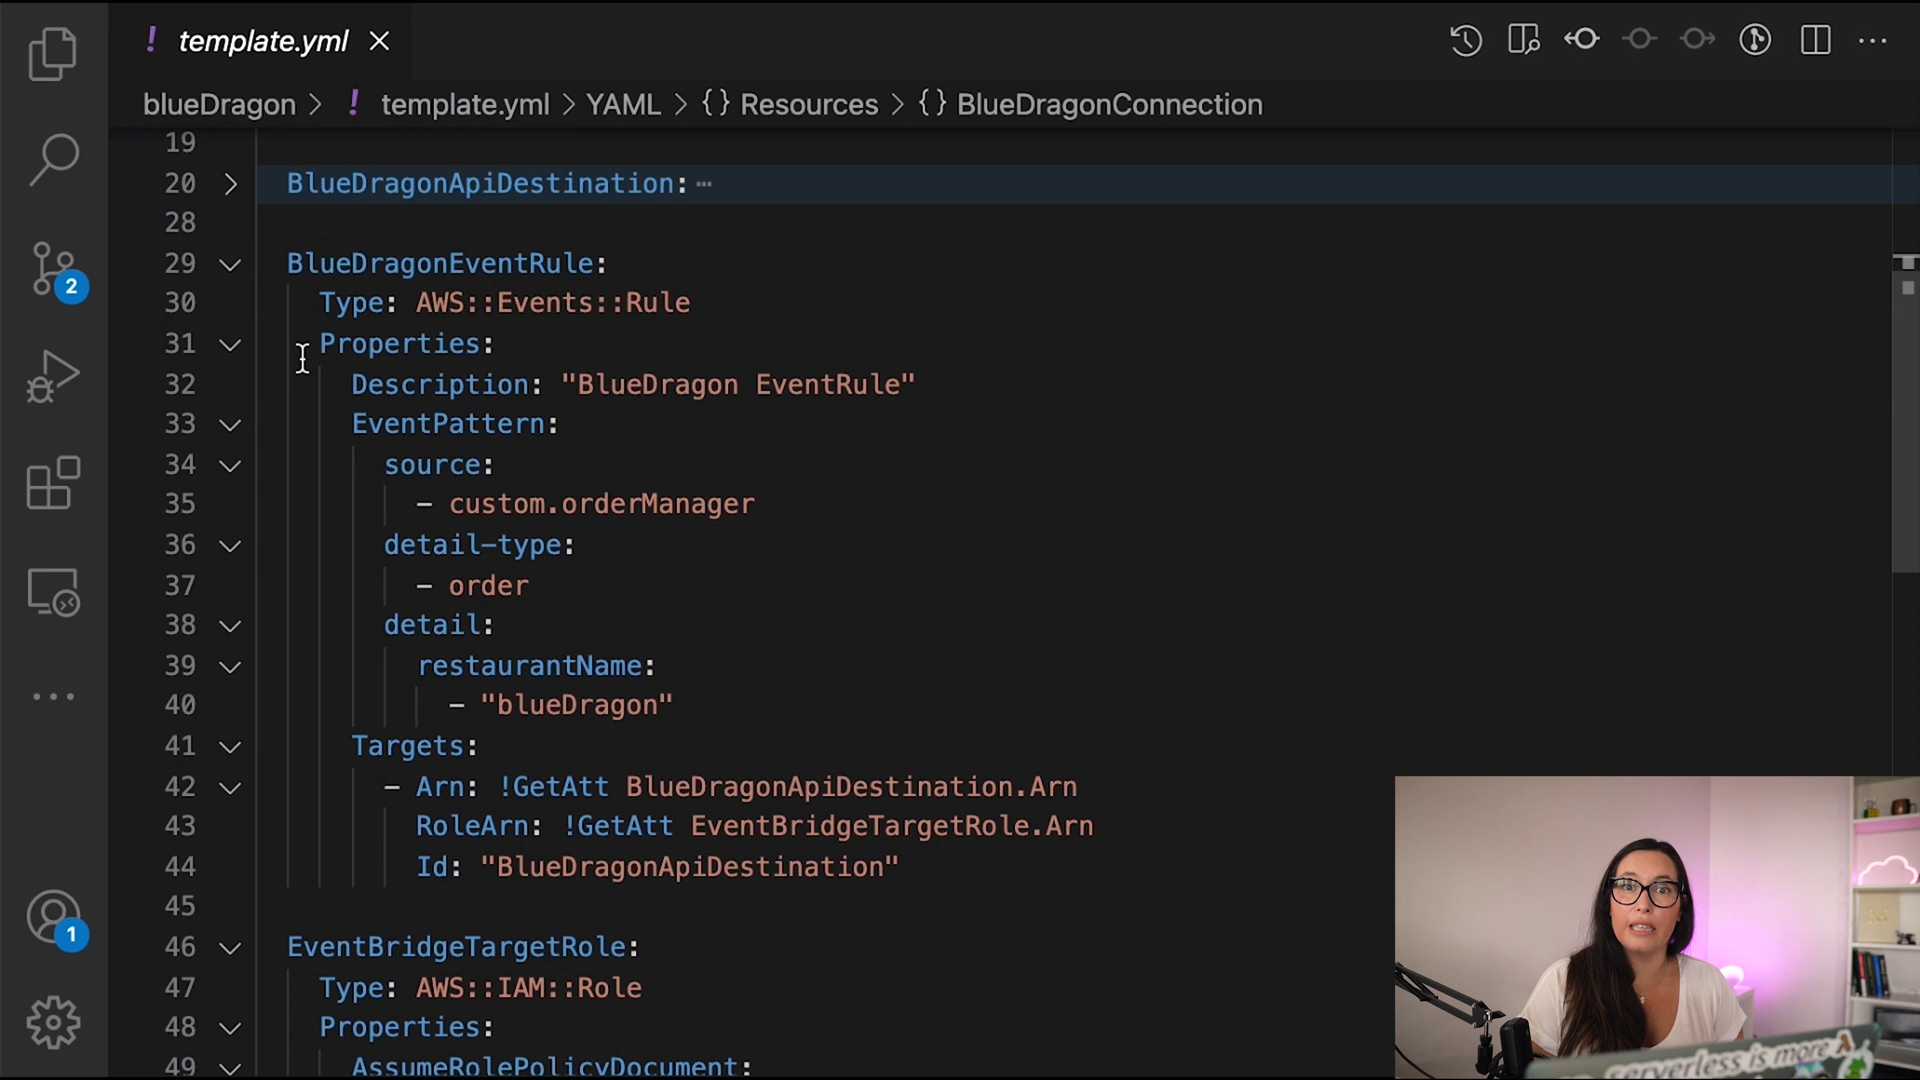 ! template.yml ×
blueDragon > ! template.yml > YAML > {} Resources > {} BlueDragonConnection
19
20 BlueDragonApiDestination: ⋯
28
29 BlueDragonEventRule:
30 Type: AWS::Events::Rule
31 Properties:
32 Description: "BlueDragon EventRule"
33 EventPattern:
34 source:
35 - custom.orderManager
36 detail-type:
37 - order
38 detail:
39 restaurantName:
40 - "blueDragon"
41 Targets:
42 - Arn: !GetAtt BlueDragonApiDestination.Arn
43 RoleArn: !GetAtt EventBridgeTargetRole.Arn
44 Id: "BlueDragonApiDestination"
45
46 EventBridgeTargetRole:
47 Type: AWS::IAM::Role
48 Properties:
49 AssumeRolePolicyDocument:
2
1
serverless is more